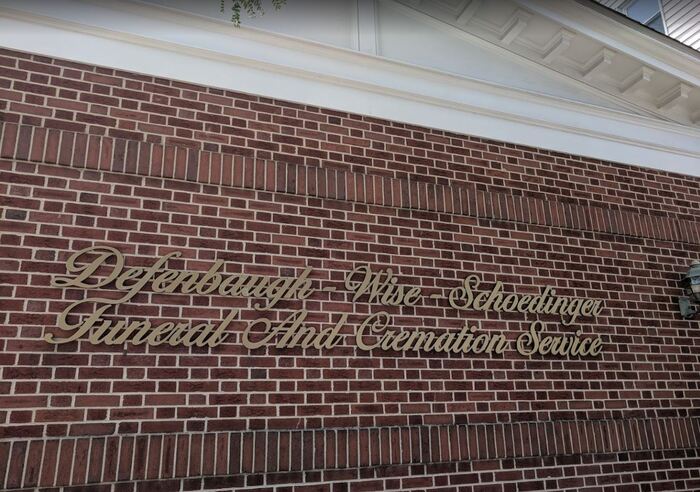 Defenbaugh - Wise - Schoedinger
Funeral And Cremation Service